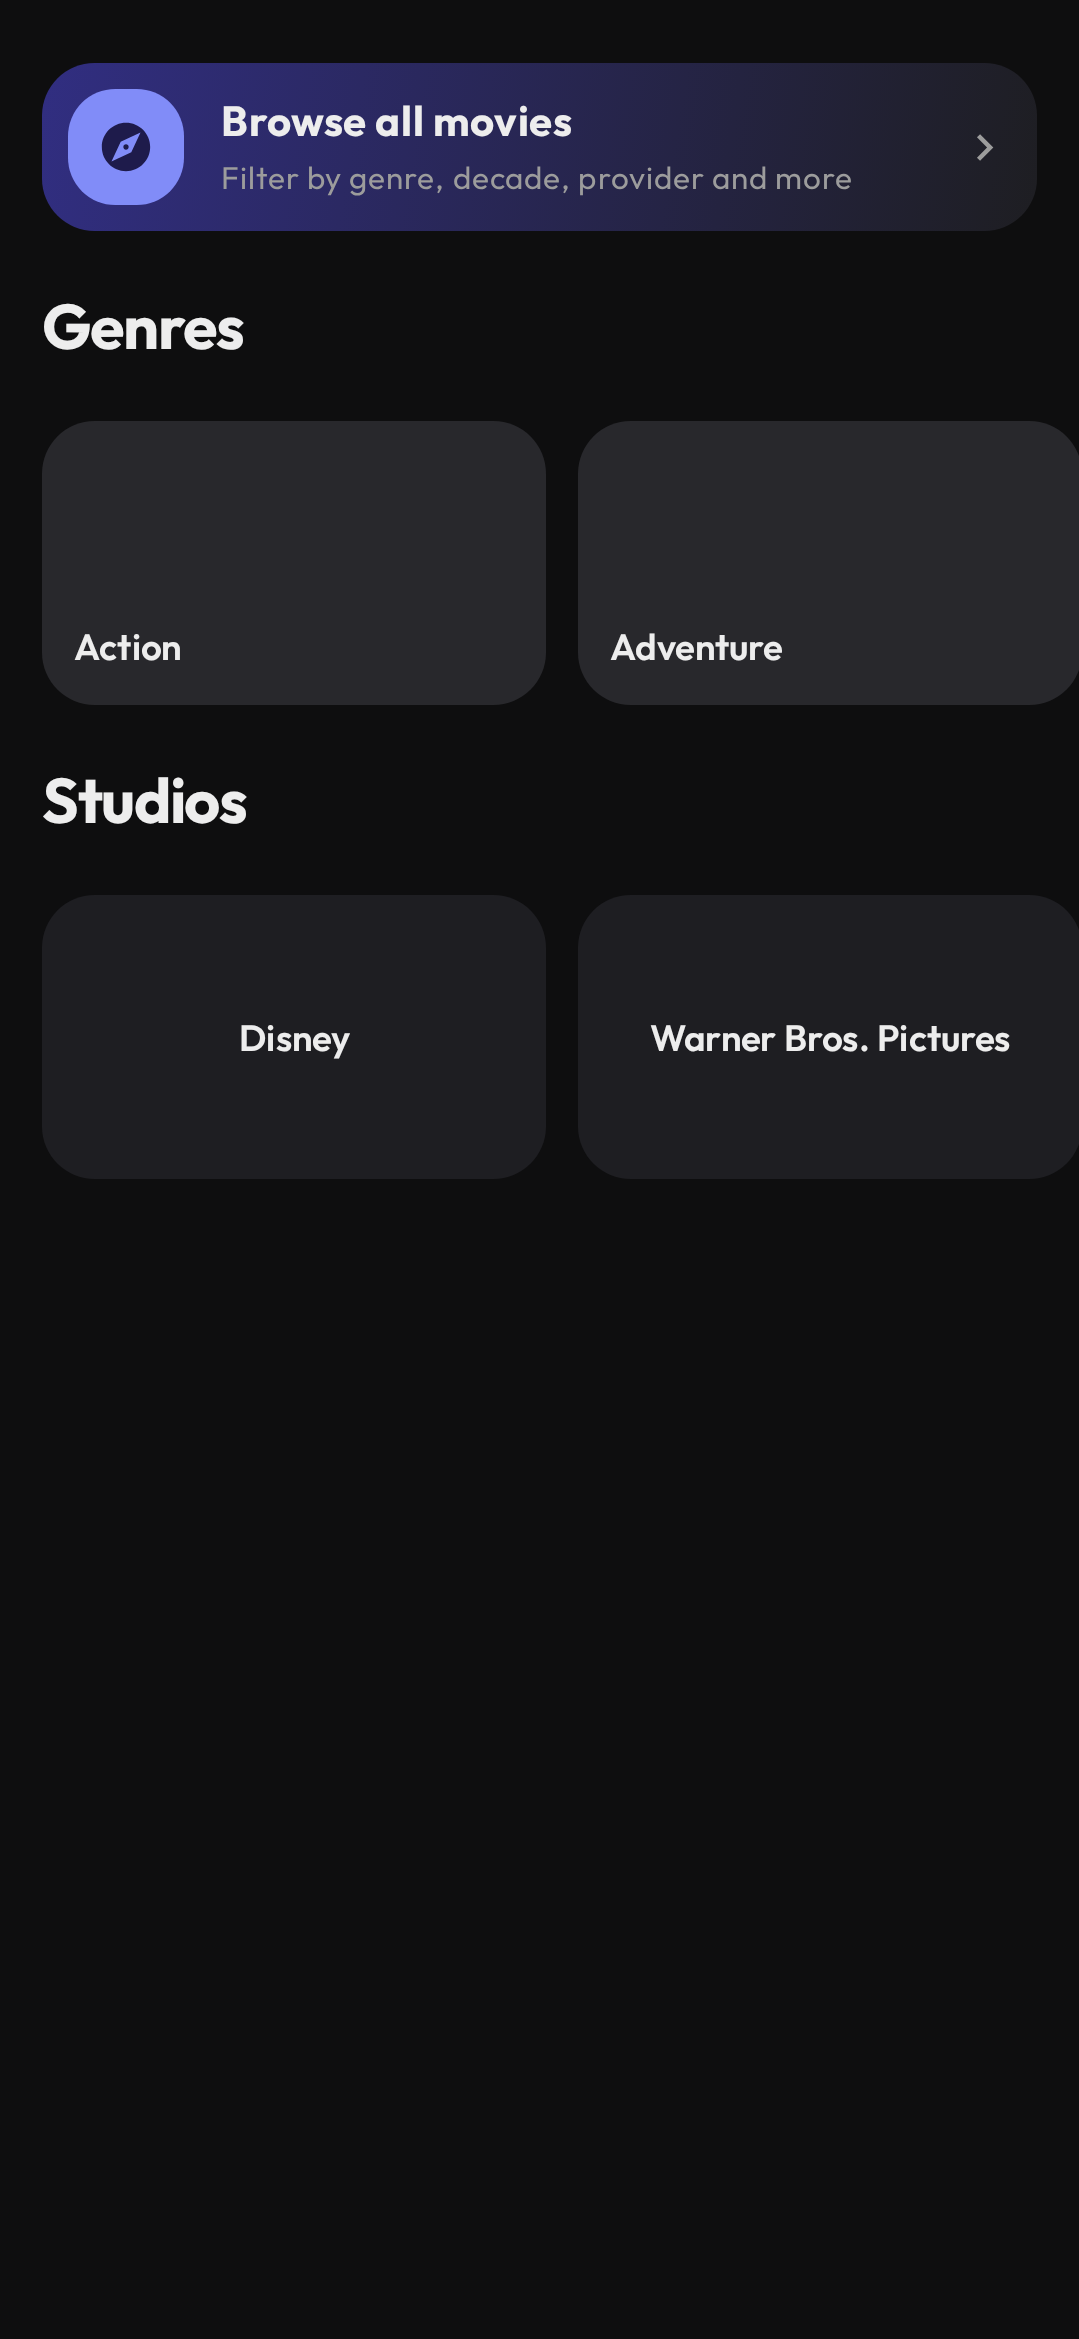 Browse all movies
Filter by genre, decade, provider and more
Genres
Action
Adventure
Studios
Disney
Warner Bros. Pictures